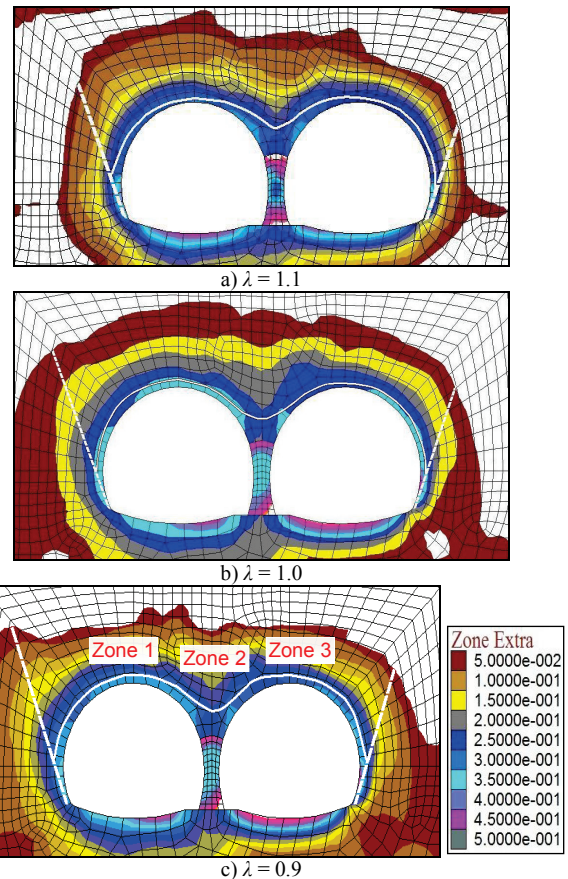 a) λ = 1.1
b) λ = 1.0
Zone 1
Zone 2
Zone 3
Zone Extra
5.0000e-002
1.0000e-001
1.5000e-001
2.0000e-001
2.5000e-001
3.0000e-001
3.5000e-001
4.0000e-001
4.5000e-001
5.0000e-001
c) λ = 0.9